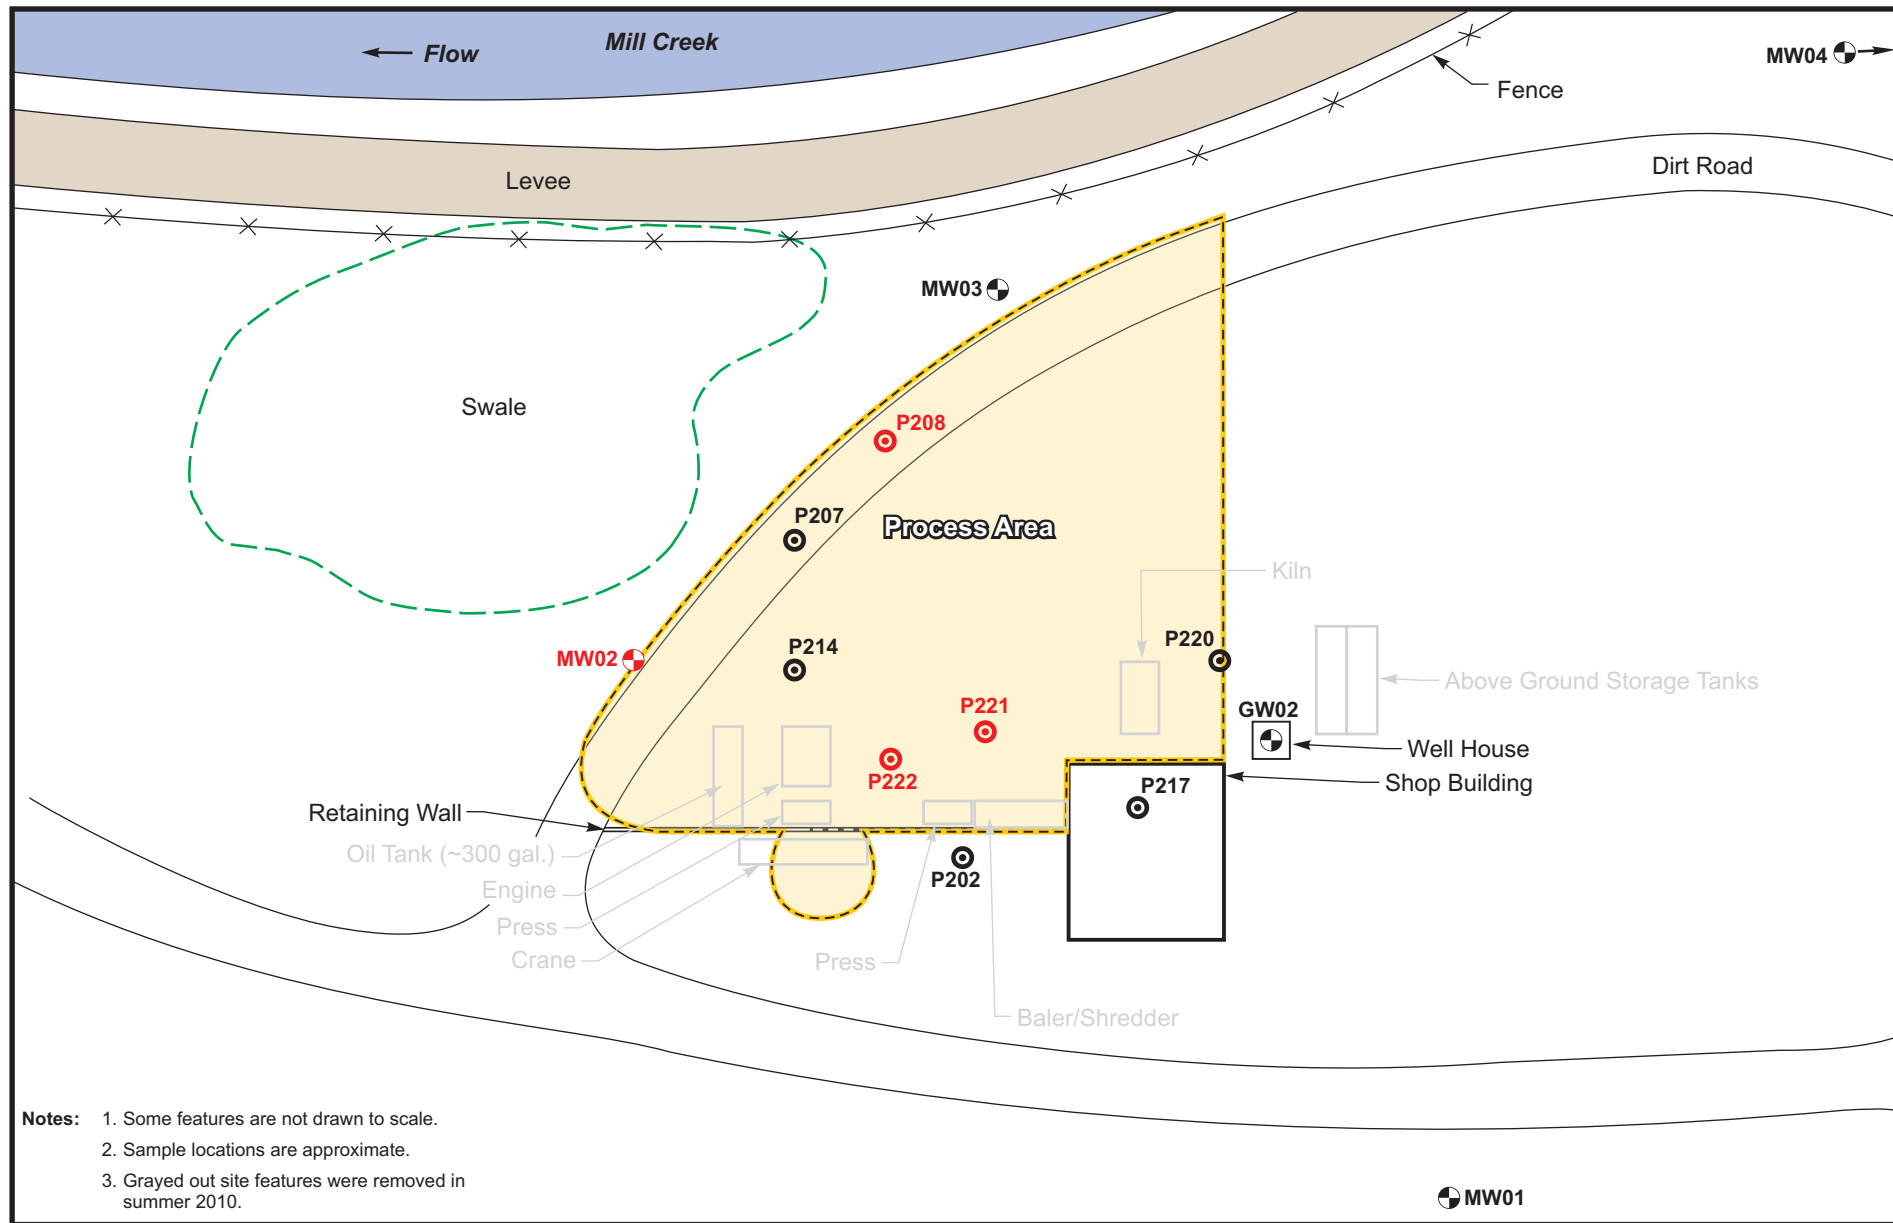 Mill Creek
Flow
MW04
Fence
Dirt Road
Levee
MW03
Swale
P208
P207
Process Area
Kiln
P214
P220
MW02
Above Ground Storage Tanks
P221
GW02
Well House
P222
Shop Building
P217
Retaining Wall
Oil Tank (~300 gal.)
P202
Engine
Press
Crane
Press
Baler/Shredder
Notes: 1. Some features are not drawn to scale.
2. Sample locations are approximate.
3. Grayed out site features were removed in
summer 2010.
MW01